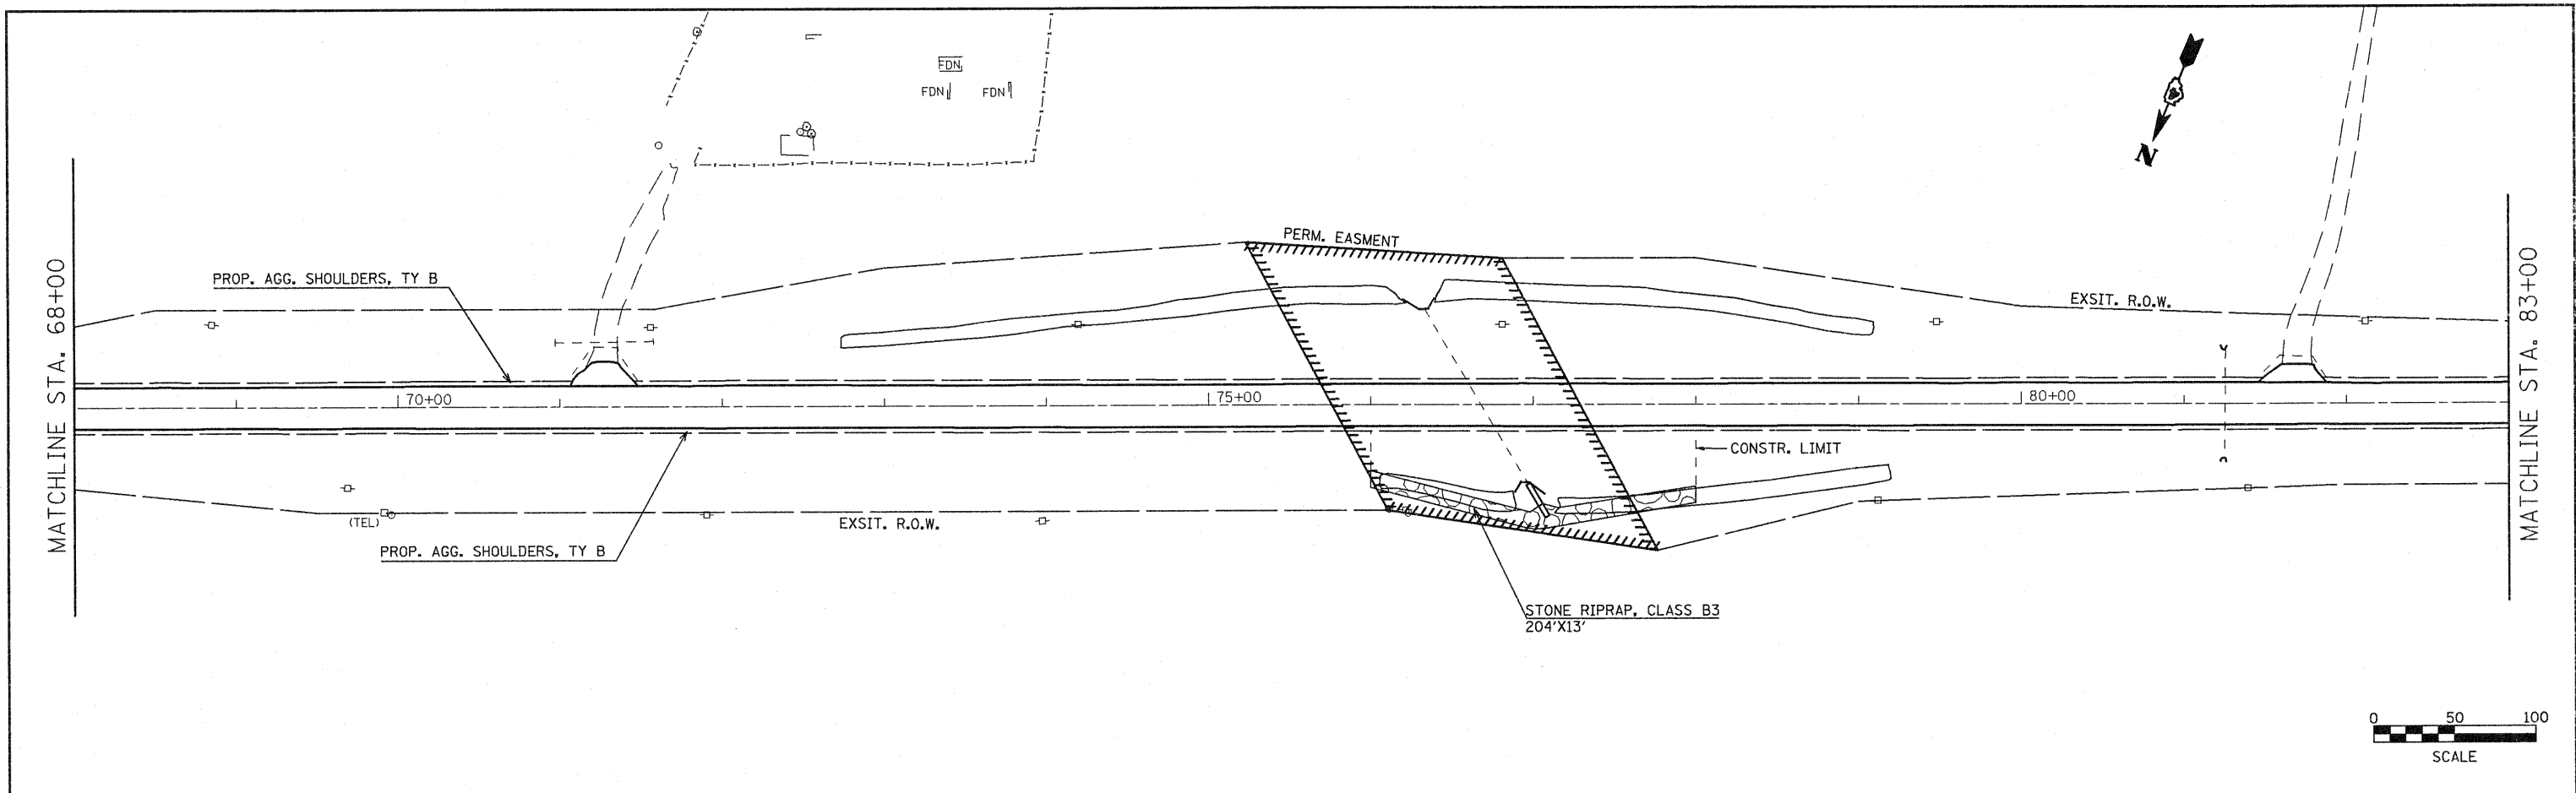 FDN
FDN
FDN
N
PERM. EASMENT
PROP. AGG. SHOULDERS, TY B
EXSIT. R.O.W.
MATCHLINE STA. 68+00
MATCHLINE STA. 83+00
70+00
75+00
80+00
CONSTR. LIMIT
(TEL)
EXSIT. R.O.W.
PROP. AGG. SHOULDERS, TY B
STONE RIPRAP, CLASS B3
204'X13'
0 50 100
SCALE